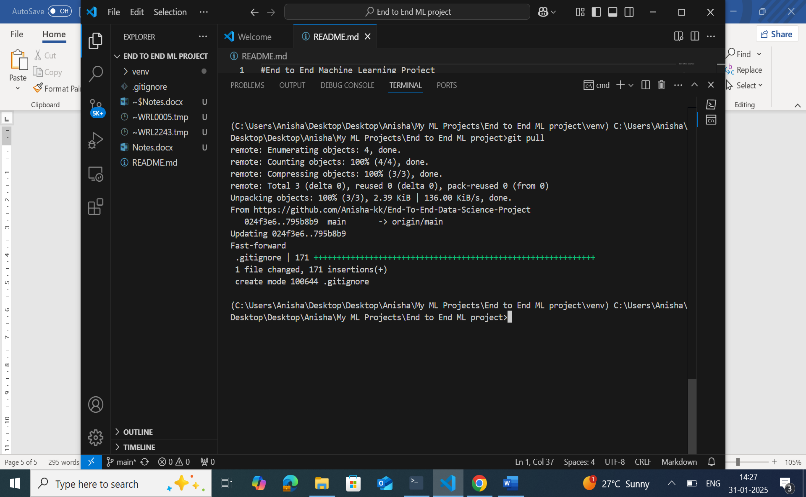 AutoSave Off
File Edit Selection ···
End to End ML project
File Home
Share
Paste
Cut
Copy
Format Pai
Clipboard
Find
Replace
Select
Editing
EXPLORER ···
END TO END ML PROJECT
venv
.gitignore
~$Notes.docx U
~WRL0005.tmp U
~WRL2243.tmp U
Notes.docx U
README.md
5K+
OUTLINE
TIMELINE
Welcome
README.md
README.md
1 #End to End Machine Learning Project
PROBLEMS OUTPUT DEBUG CONSOLE TERMINAL PORTS
cmd
(C:\Users\Anisha\Desktop\Desktop\Anisha\My ML Projects\End to End ML project\venv) C:\Users\Anisha\
Desktop\Desktop\Anisha\My ML Projects\End to End ML project>git pull
remote: Enumerating objects: 4, done.
remote: Counting objects: 100% (4/4), done.
remote: Compressing objects: 100% (3/3), done.
remote: Total 3 (delta 0), reused 0 (delta 0), pack-reused 0 (from 0)
Unpacking objects: 100% (3/3), 2.39 KiB | 136.00 KiB/s, done.
From https://github.com/Anisha-kk/End-To-End-Data-Science-Project
024f3e6..795b8b9 main -> origin/main
Updating 024f3e6..795b8b9
Fast-forward
.gitignore | 171 +++++++++++++++++++++++++++++++++++++++++++++++++++++++++++++
1 file changed, 171 insertions(+)
create mode 100644 .gitignore
(C:\Users\Anisha\Desktop\Desktop\Anisha\My ML Projects\End to End ML project\venv) C:\Users\Anisha\
Desktop\Desktop\Anisha\My ML Projects\End to End ML project>
Page 5 of 5 295 words
main* 0 0 0
Ln 1, Col 37 Spaces: 4 UTF-8 CRLF Markdown
105%
Type here to search
27°C Sunny
ENG
14:27
31-01-2025
3